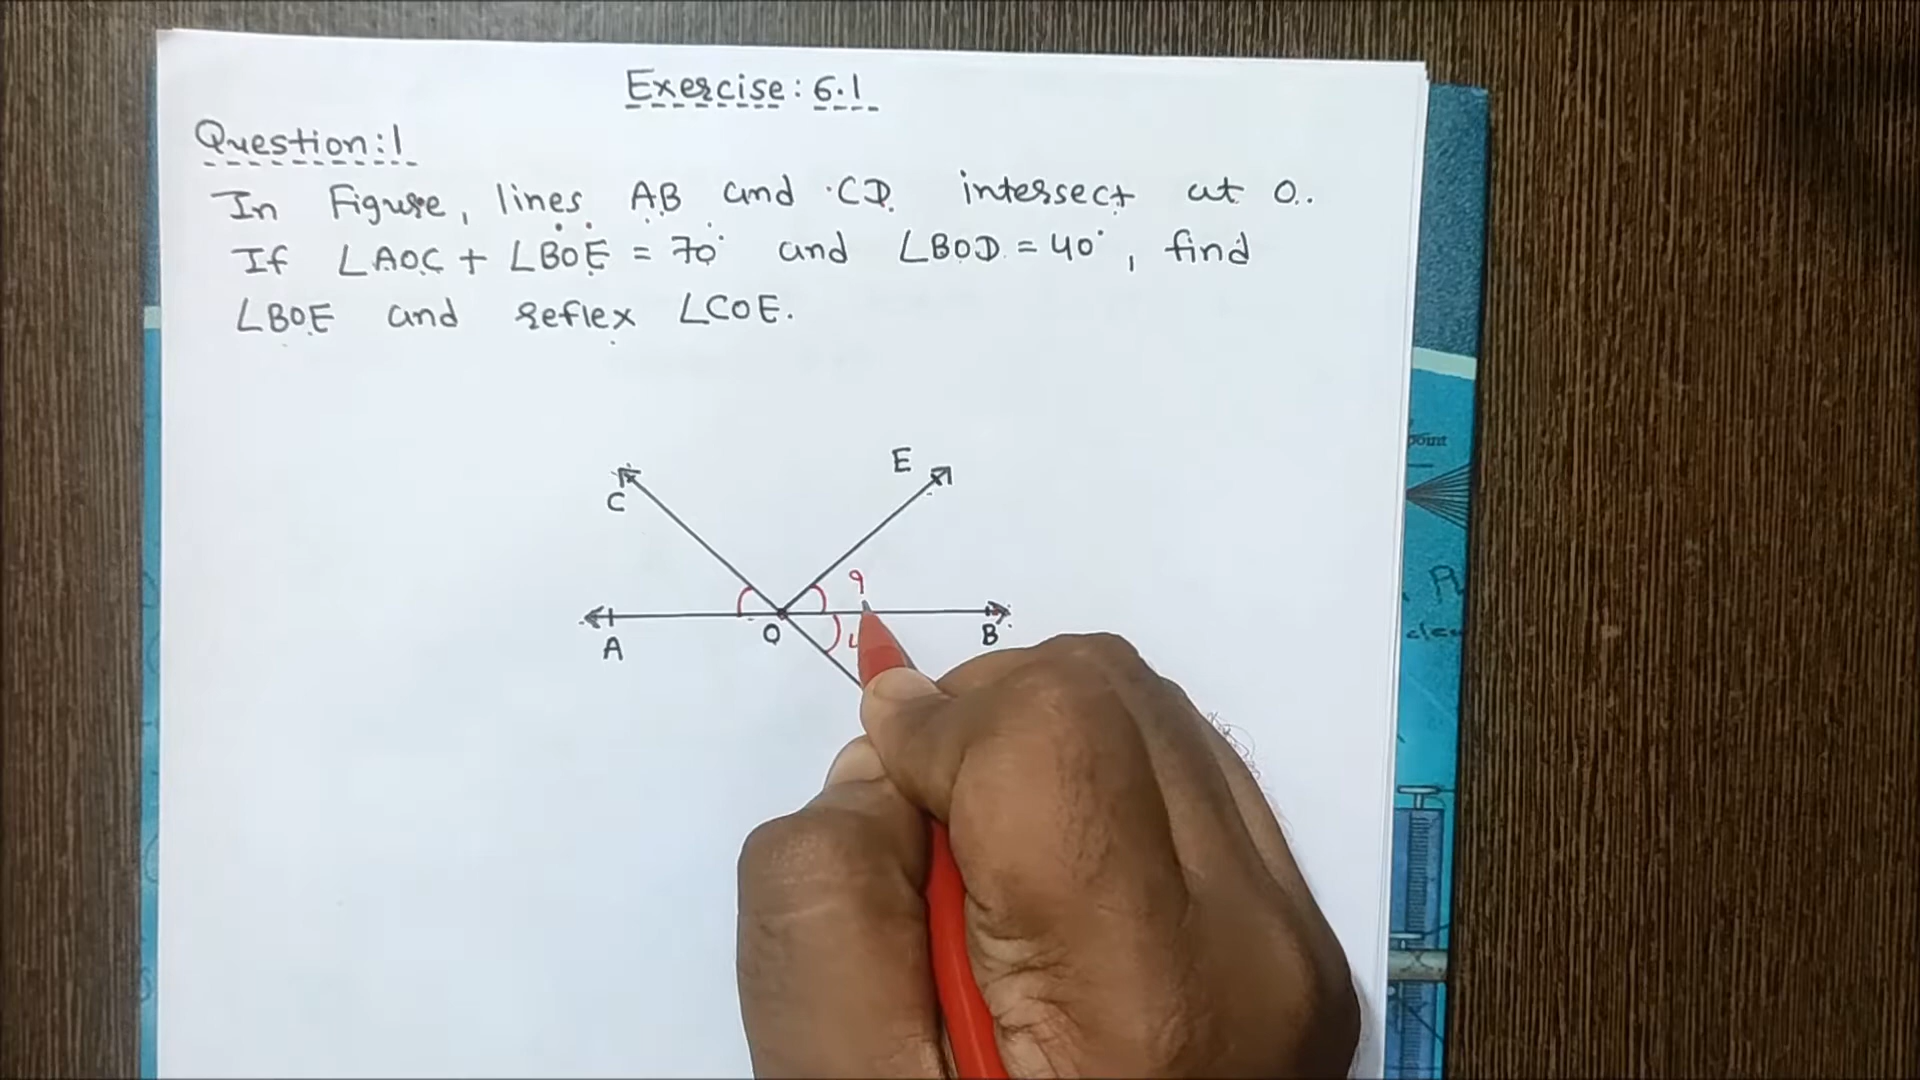 Exercise: 6.1
Question:1
In Figure, lines AB and CD intersect at O.
If ∠AOC + ∠BOE = 70° and ∠BOD = 40°, find
∠BOE and reflex ∠COE.
E
C
?
A
O
B
point